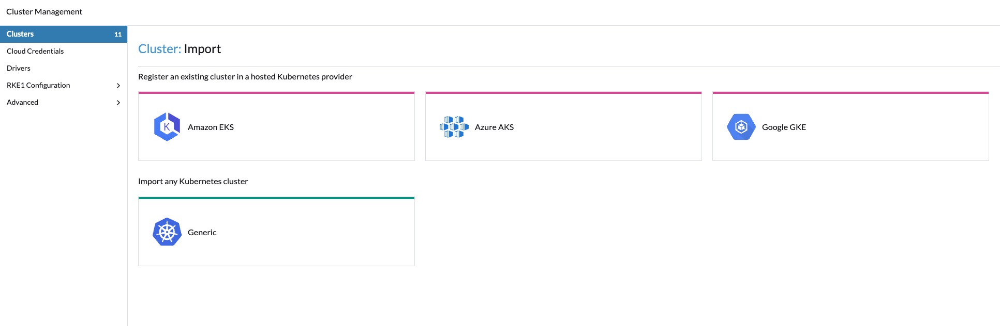 Cluster Management
Clusters 11
Cloud Credentials
Drivers
RKE1 Configuration
Advanced
Cluster: Import
Register an existing cluster in a hosted Kubernetes provider
K Amazon EKS
Azure AKS
Google GKE
Import any Kubernetes cluster
Generic